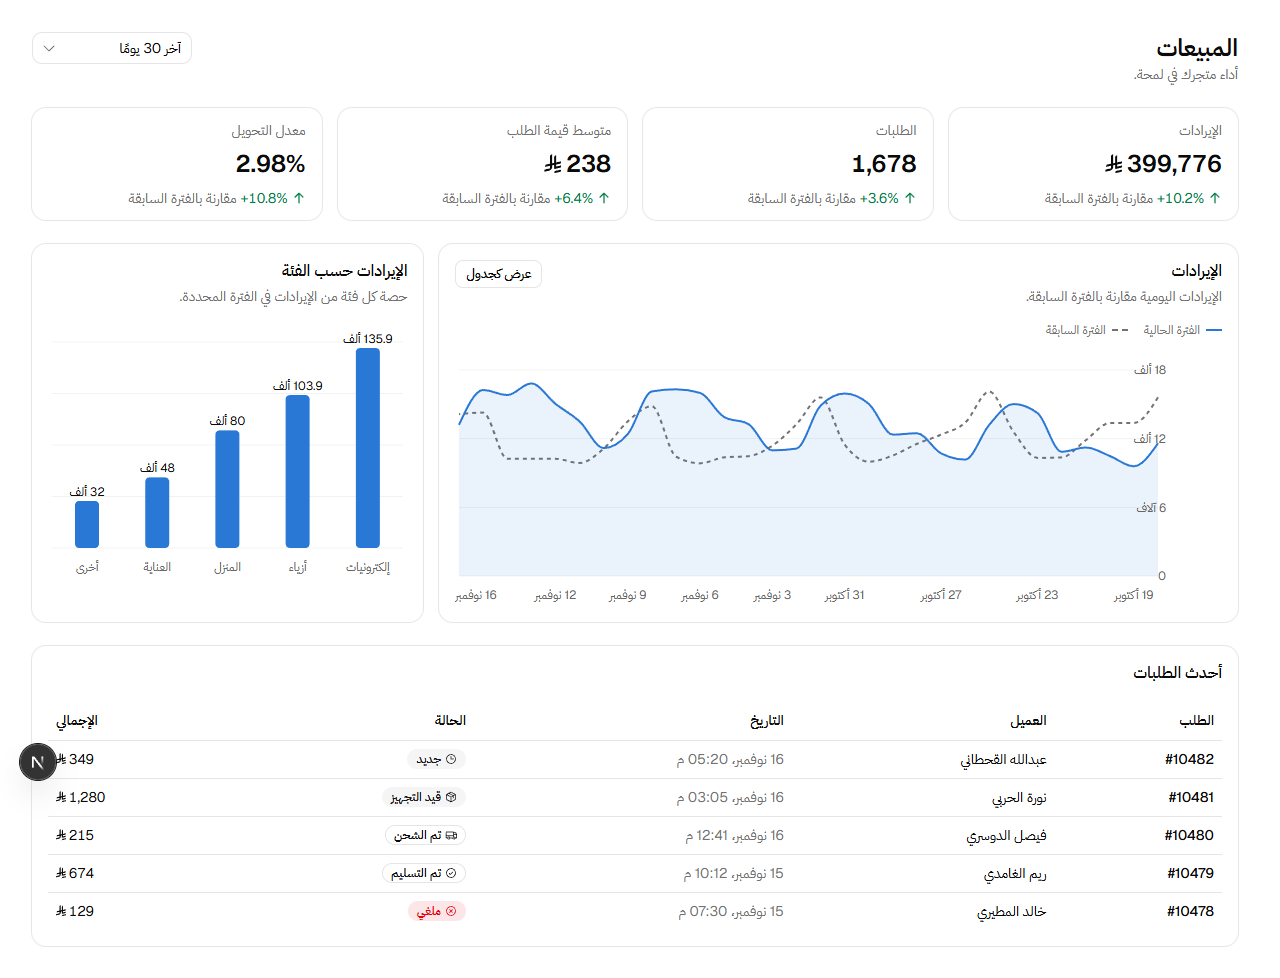 المبيعات
أداء متجرك في لمحة.
آخر 30 يومًا
الإيرادات
399,776
↑ +10.2% مقارنة بالفترة السابقة
الطلبات
1,678
↑ +3.6% مقارنة بالفترة السابقة
متوسط قيمة الطلب
238
↑ +6.4% مقارنة بالفترة السابقة
معدل التحويل
2.98%
↑ +10.8% مقارنة بالفترة السابقة
الإيرادات
الإيرادات اليومية مقارنة بالفترة السابقة.
عرض كجدول
الفترة الحالية
الفترة السابقة
18 ألف
12 ألف
6 آلاف
0
19 أكتوبر
23 أكتوبر
27 أكتوبر
31 أكتوبر
3 نوفمبر
6 نوفمبر
9 نوفمبر
12 نوفمبر
16 نوفمبر
الإيرادات حسب الفئة
حصة كل فئة من الإيرادات في الفترة المحددة.
135.9 ألف
103.9 ألف
80 ألف
48 ألف
32 ألف
إلكترونيات
أزياء
المنزل
العناية
أخرى
أحدث الطلبات
الطلب العميل التاريخ الحالة الإجمالي
#10482 عبدالله القحطاني 16 نوفمبر، 05:20 م جديد 349
#10481 نورة الحربي 16 نوفمبر، 03:05 م قيد التجهيز 1,280
#10480 فيصل الدوسري 16 نوفمبر، 12:41 م تم الشحن 215
#10479 ريم الغامدي 15 نوفمبر، 10:12 م تم التسليم 674
#10478 خالد المطيري 15 نوفمبر، 07:30 م ملغي 129
N